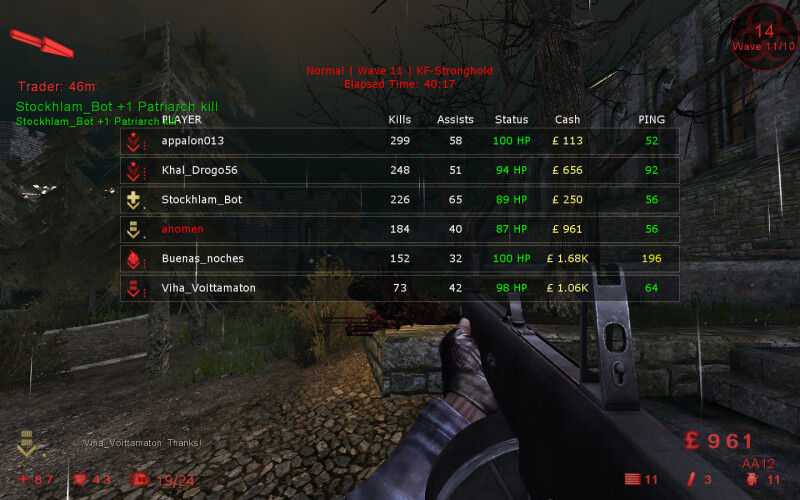 14
Wave 11/10
Normal | Wave 11 | KF-Stronghold
Elapsed Time: 40:17
Trader: 46m
Stockhlam_Bot +1 Patriarch kill
Stockhlam_Bot +1 Patriarch kill
PLAYER Kills Assists Status Cash PING
appalon013 299 58 100 HP £ 113 52
Khal_Drogo56 248 51 94 HP £ 656 92
Stockhlam_Bot 226 65 89 HP £ 250 56
anomen 184 40 87 HP £ 961 56
Buenas_noches 152 32 100 HP £ 1.68K 196
Viha_Voittamaton 73 42 98 HP £ 1.06K 64
Viha_Voittamaton Thanks!
£ 961
AA12
87 43 19/24 11 3 11